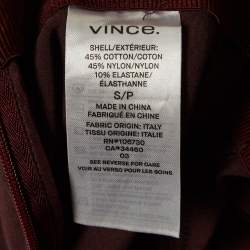 VINCE.
SHELL/EXTÉRIEUR:
45% COTTON/COTON
45% NYLON/NYLON
10% ELASTANE/
ÉLASTHANNE
S/P
MADE IN CHINA
FABRIQUÉ EN CHINE
FABRIC ORIGIN: ITALY
TISSU ORIGINE: ITALIE
RN#106730
CA#34460
03
SEE REVERSE FOR CARE
VOIR AU VERSO POUR LES SOINS